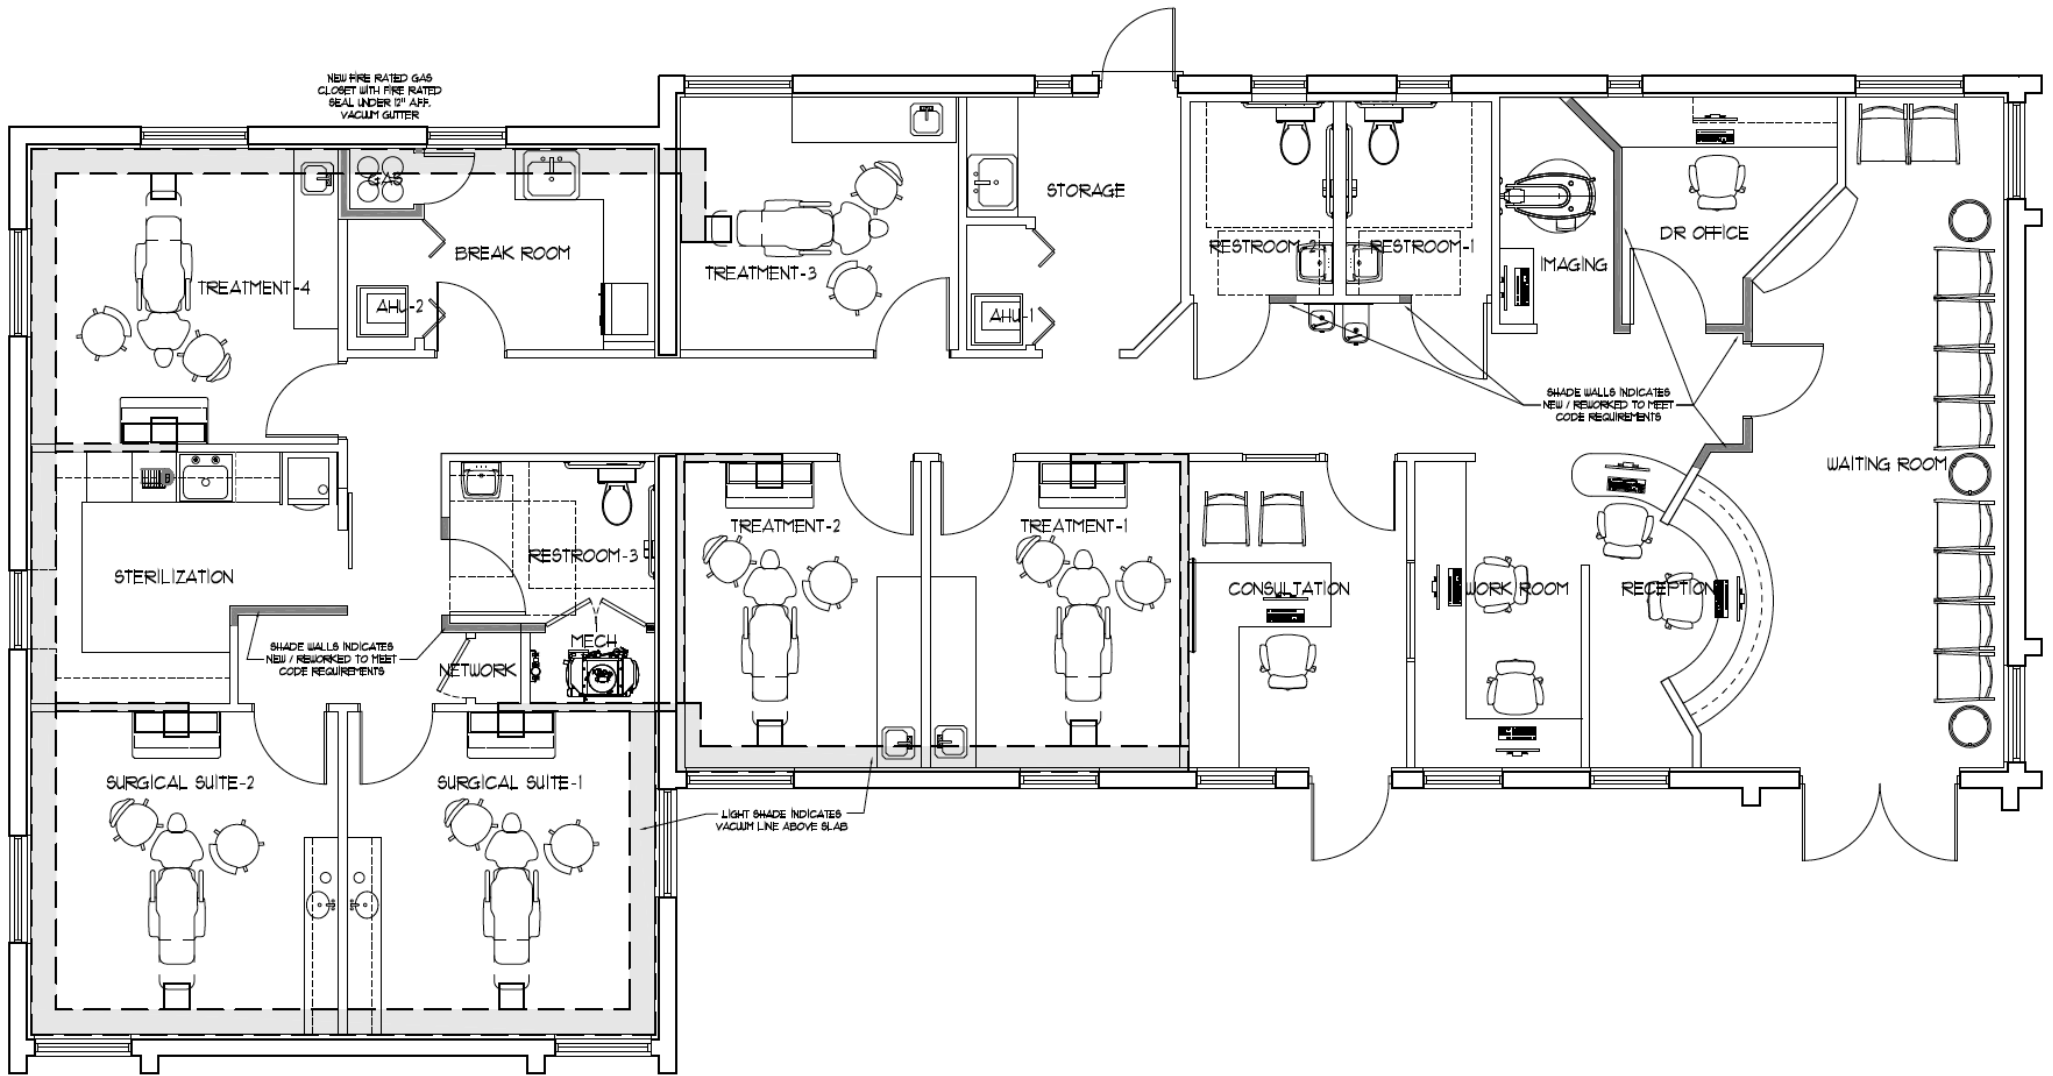 NEW FIRE RATED GAS
CLOSET WITH FIRE RATED
SEAL UNDER 12" AFF.
VACUUM GUTTER
GAS
STORAGE
BREAK ROOM
TREATMENT-4
AHU-2
TREATMENT-3
AHU-1
RESTROOM-2
RESTROOM-1
IMAGING
DR OFFICE
SHADE WALLS INDICATES
NEW / REWORKED TO MEET
CODE REQUIREMENTS
WAITING ROOM
TREATMENT-2
TREATMENT-1
RESTROOM-3
STERILIZATION
CONSULTATION
WORK ROOM
RECEPTION
SHADE WALLS INDICATES
NEW / REWORKED TO MEET
CODE REQUIREMENTS
MECH
NETWORK
SURGICAL SUITE-2
SURGICAL SUITE-1
LIGHT SHADE INDICATES
VACUUM LINE ABOVE SLAB